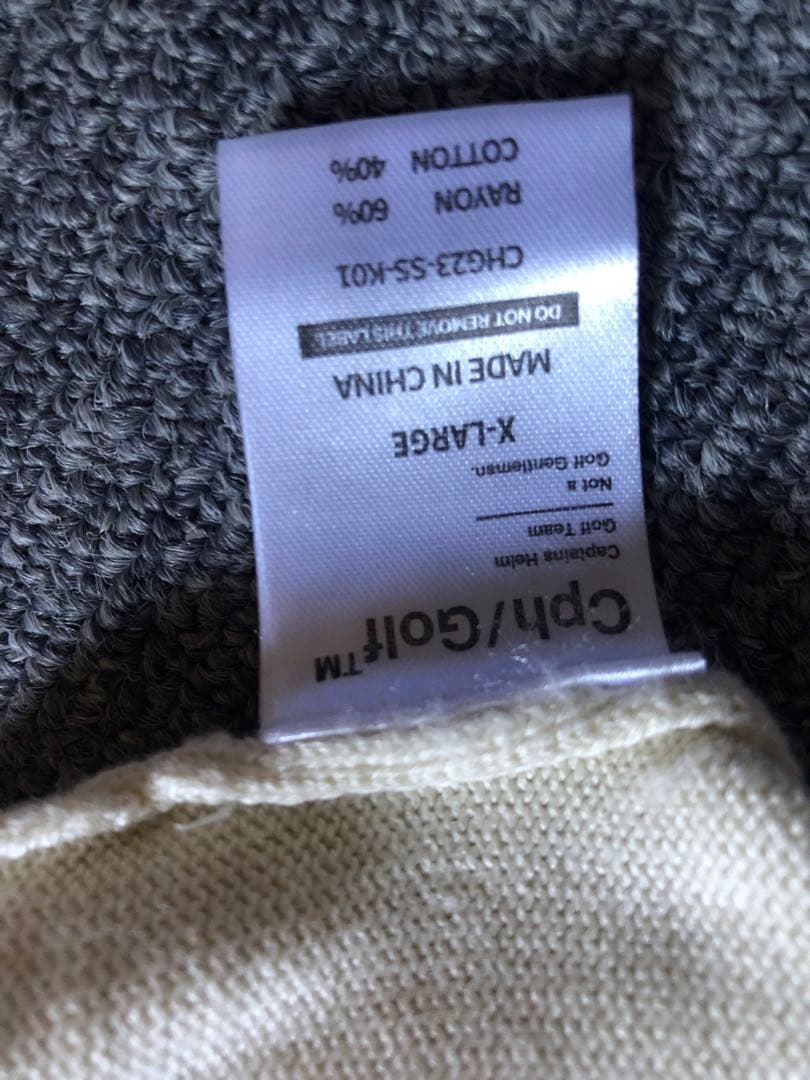 Cph/Golf™
Captains Helm
Golf Team
Not a
Golf Gentleman.
X-LARGE
MADE IN CHINA
DO NOT REMOVE THIS LABEL
CHG23-SS-K01
RAYON 60%
COTTON 40%